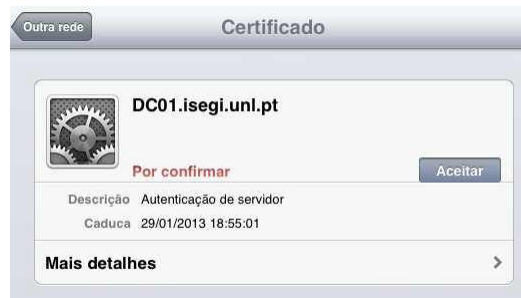 Outra rede
Certificado
DC01.isegi.unl.pt
Por confirmar
Aceitar
Descrição Autenticação de servidor
Caduca 29/01/2013 18:55:01
Mais detalhes